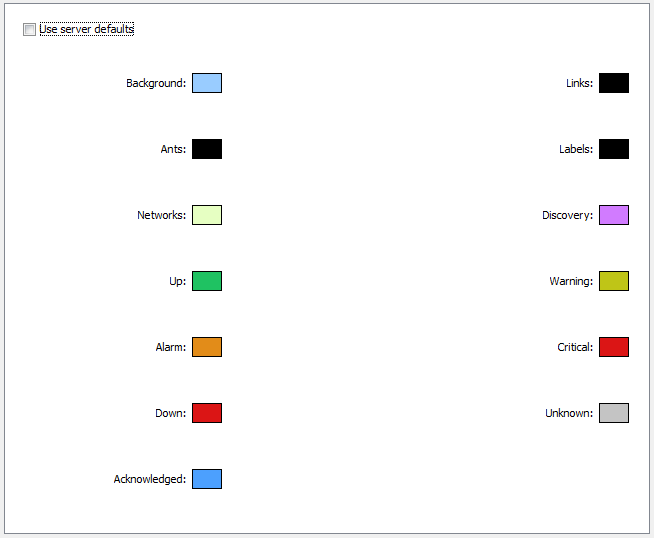 Use server defaults
Background: Links:
Ants: Labels:
Networks: Discovery:
Up: Warning:
Alarm: Critical:
Down: Unknown:
Acknowledged: